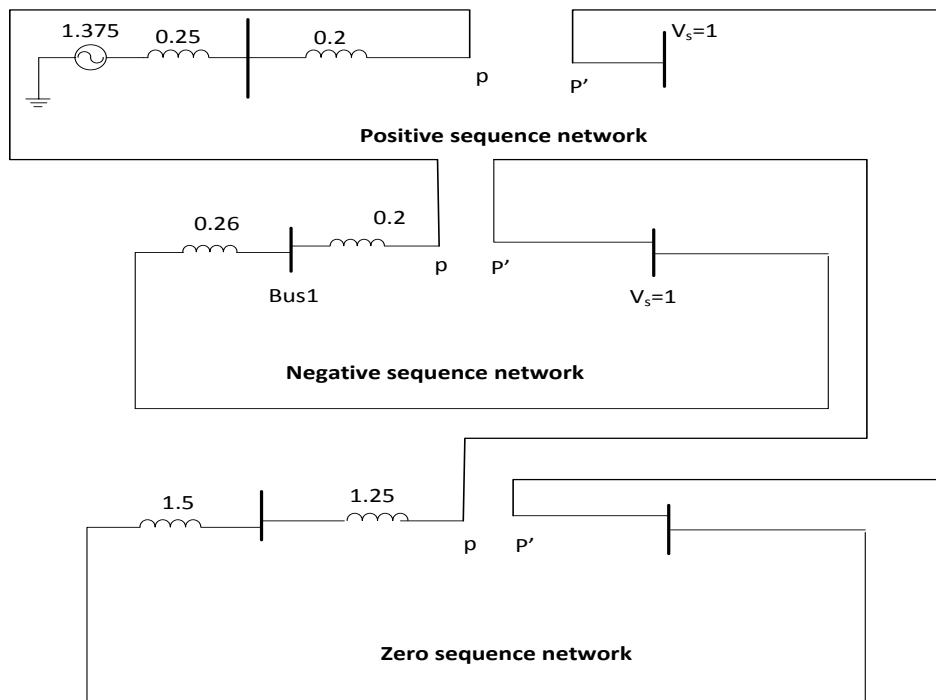 1.375
0.25
0.2
Vs=1
p
P'
Positive sequence network
0.26
0.2
p
P'
Bus1
Vs=1
Negative sequence network
1.5
1.25
p
P'
Zero sequence network